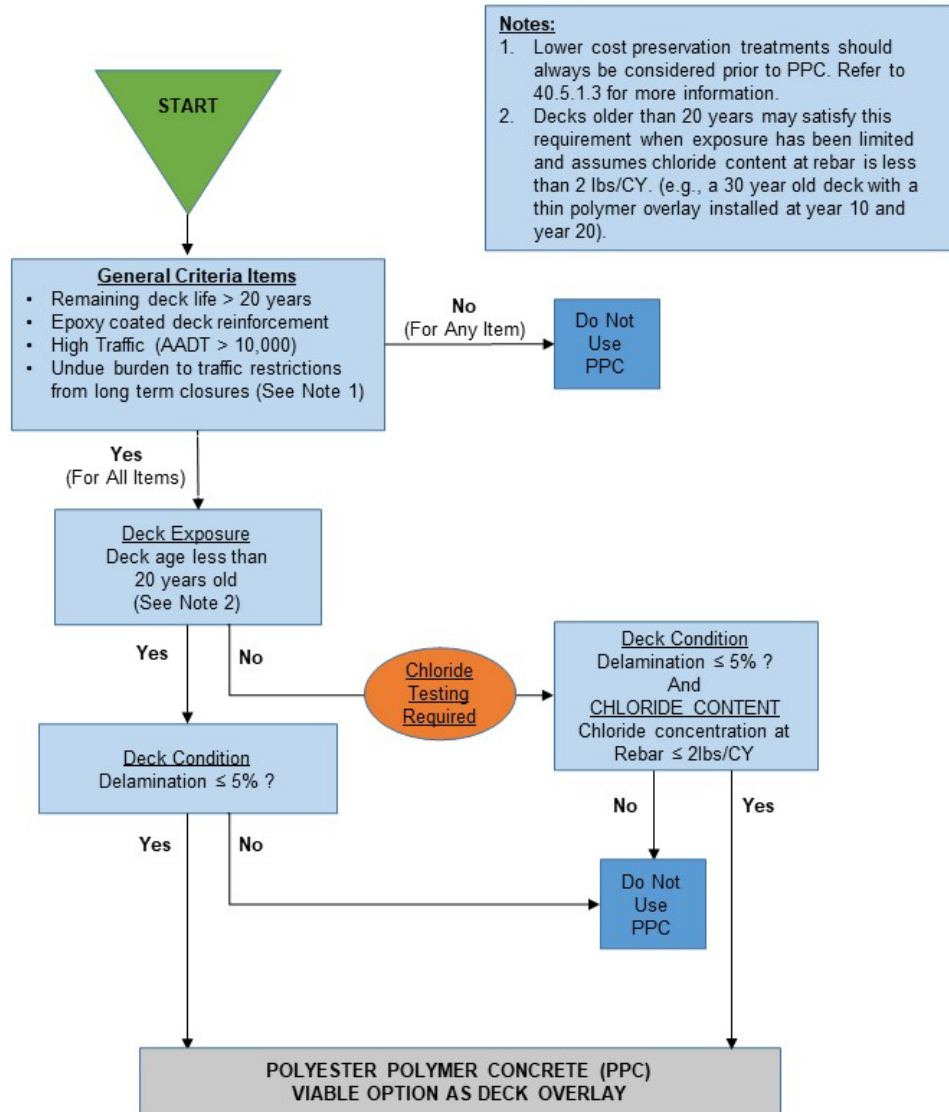 Notes:
1. Lower cost preservation treatments should
always be considered prior to PPC. Refer to
40.5.1.3 for more information.
2. Decks older than 20 years may satisfy this
requirement when exposure has been limited
and assumes chloride content at rebar is less
than 2 lbs/CY. (e.g., a 30 year old deck with a
thin polymer overlay installed at year 10 and
year 20).
START
General Criteria Items
• Remaining deck life > 20 years
• Epoxy coated deck reinforcement
• High Traffic (AADT > 10,000)
• Undue burden to traffic restrictions
from long term closures (See Note 1)
No
(For Any Item)
Do Not
Use
PPC
Yes
(For All Items)
Deck Exposure
Deck age less than
20 years old
(See Note 2)
Yes
No
Chloride
Testing
Required
Deck Condition
Delamination ≤ 5% ?
And
CHLORIDE CONTENT
Chloride concentration at
Rebar ≤ 2lbs/CY
Deck Condition
Delamination ≤ 5% ?
No
Yes
Yes
No
Do Not
Use
PPC
POLYESTER POLYMER CONCRETE (PPC)
VIABLE OPTION AS DECK OVERLAY